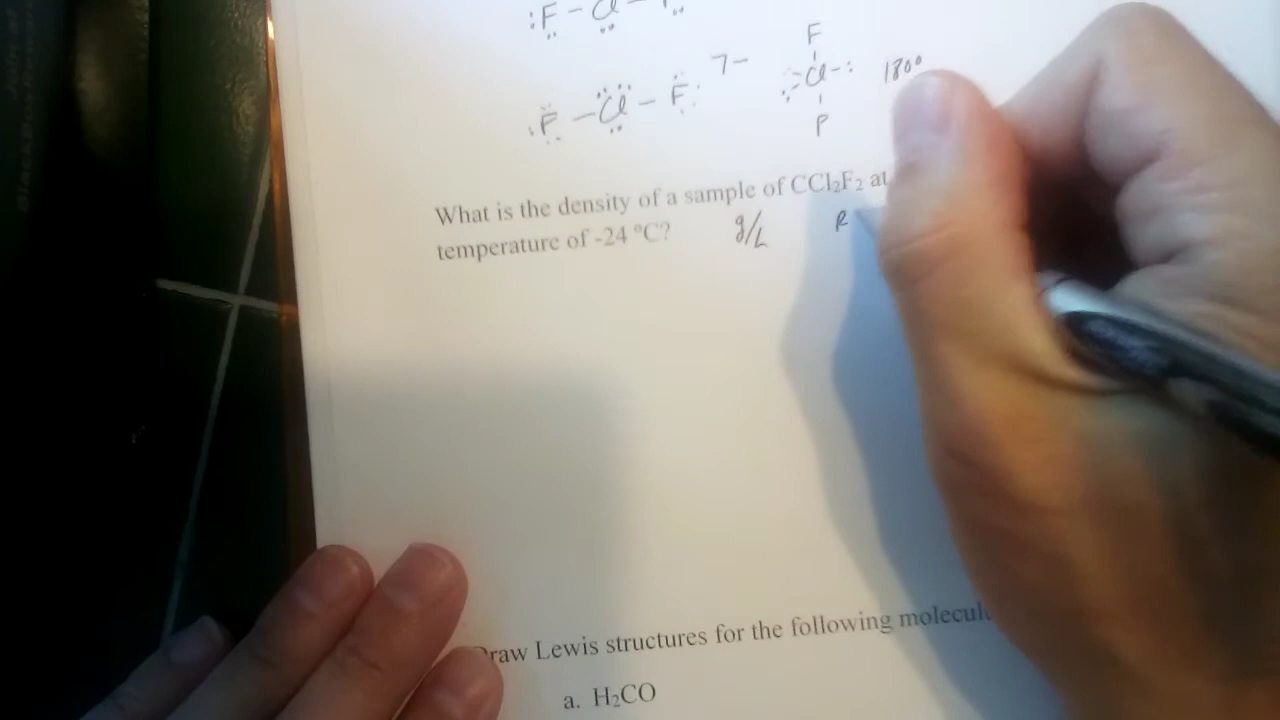 :F - Cl -
:F - Cl - F: 7-
F
Cl 180°
F
What is the density of a sample of CCl₂F₂ at
temperature of -24 °C? g/L R
Draw Lewis structures for the following
a. H₂CO